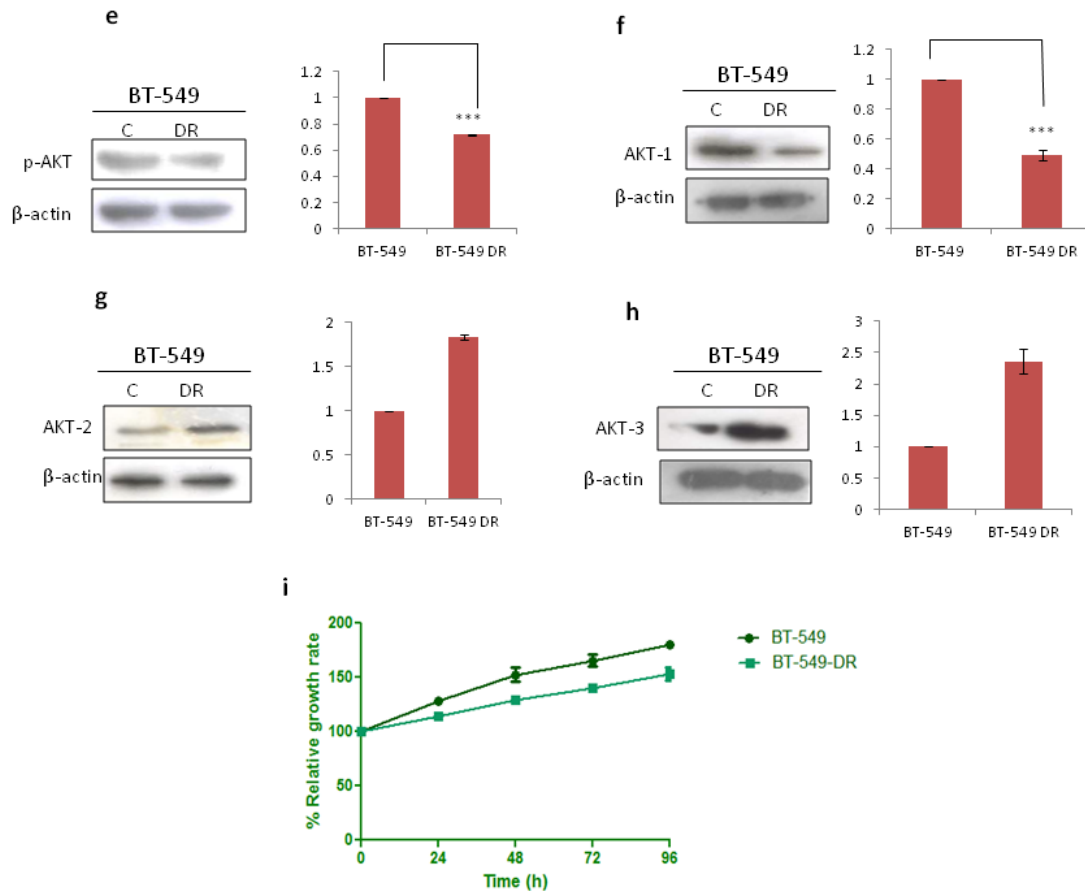 e
BT-549
C DR
p-AKT
β-actin
1.2
1
0.8
0.6
0.4
0.2
0
***
BT-549 BT-549 DR
f
BT-549
C DR
AKT-1
β-actin
1.2
1
0.8
0.6
0.4
0.2
0
***
BT-549 BT-549 DR
g
BT-549
C DR
AKT-2
β-actin
2
1.5
1
0.5
0
BT-549 BT-549 DR
h
BT-549
C DR
AKT-3
β-actin
3
2.5
2
1.5
1
0.5
0
BT-549 BT-549 DR
i
% Relative growth rate
200
150
100
50
0
0 24 48 72 96
Time (h)
BT-549
BT-549-DR